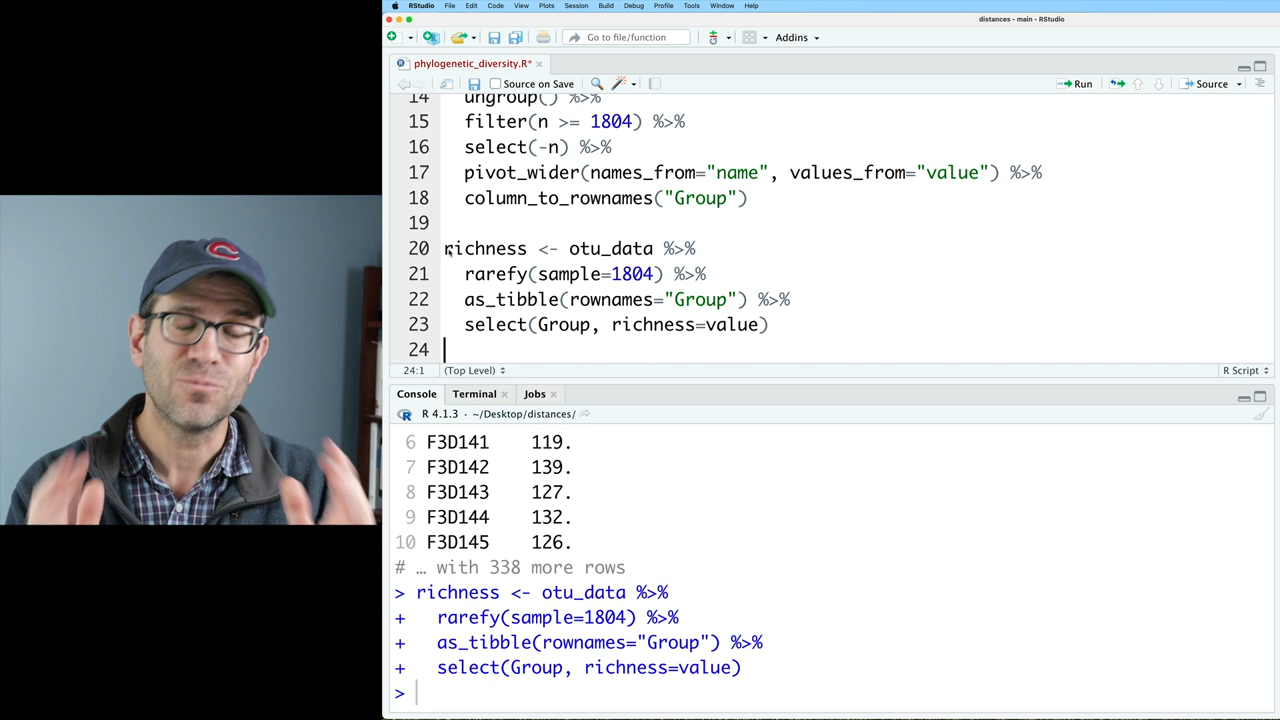 RStudio File Edit Code View Plots Session Build Debug Profile Tools Window Help
distances - main - RStudio
Go to file/function Addins
phylogenetic_diversity.R*
Source on Save Run Source
14 ungroup() %>%
15 filter(n >= 1804) %>%
16 select(-n) %>%
17 pivot_wider(names_from="name", values_from="value") %>%
18 column_to_rownames("Group")
19
20 richness <- otu_data %>%
21 rarefy(sample=1804) %>%
22 as_tibble(rownames="Group") %>%
23 select(Group, richness=value)
24
24:1 (Top Level) R Script
Console Terminal Jobs
R 4.1.3 · ~/Desktop/distances/
6 F3D141 119.
7 F3D142 139.
8 F3D143 127.
9 F3D144 132.
10 F3D145 126.
# … with 338 more rows
> richness <- otu_data %>%
+ rarefy(sample=1804) %>%
+ as_tibble(rownames="Group") %>%
+ select(Group, richness=value)
>
C